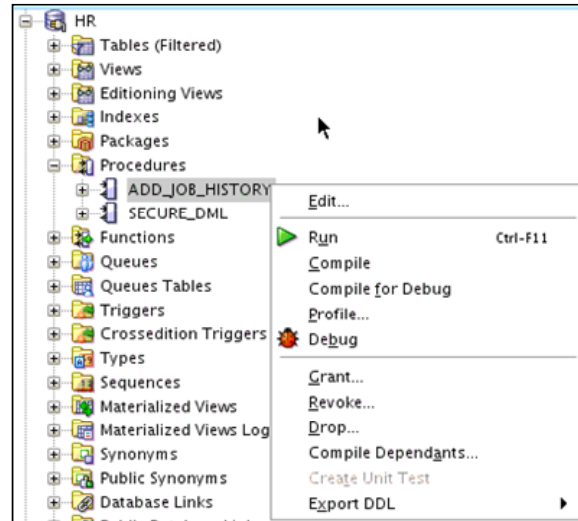 HR
Tables (Filtered)
Views
Editioning Views
Indexes
Packages
Procedures
ADD_JOB_HISTORY
SECURE_DML
Functions
Queues
Queues Tables
Triggers
Crossedition Triggers
Types
Sequences
Materialized Views
Materialized Views Log
Synonyms
Public Synonyms
Database Links
Edit...
Run Ctrl-F11
Compile
Compile for Debug
Profile...
Debug
Grant...
Revoke...
Drop...
Compile Dependants...
Create Unit Test
Export DDL